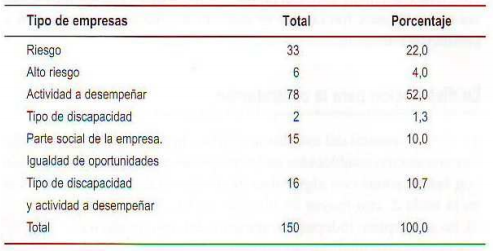 Tipo de empresas Total Porcentaje
Riesgo 33 22,0
Alto riesgo 6 4,0
Actividad a desempeñar 78 52,0
Tipo de discapacidad 2 1,3
Parte social de la empresa. 15 10,0
Igualdad de oportunidades
Tipo de discapacidad 16 10,7
y actividad a desempeñar
Total 150 100,0